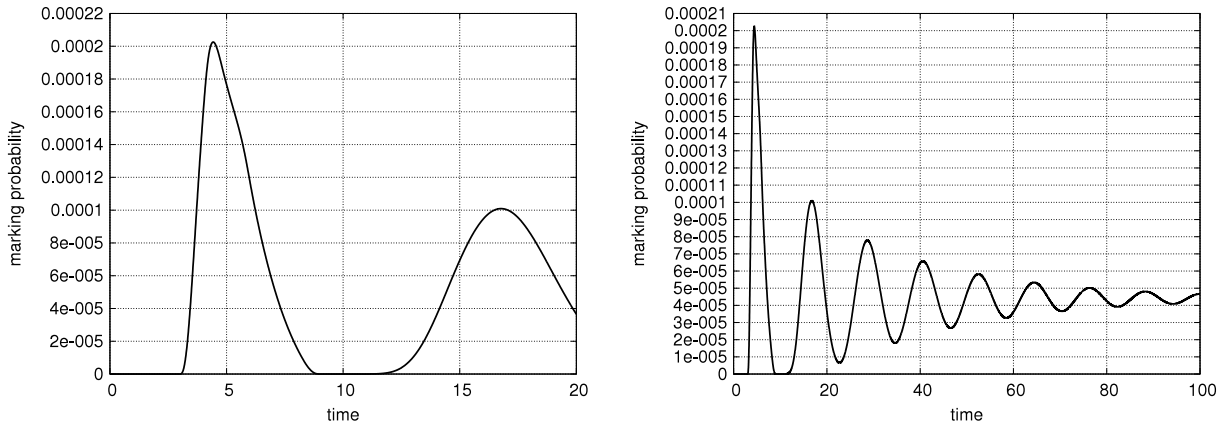 0.00022
0.0002
0.00018
0.00016
0.00014
0.00012
0.0001
8e-005
6e-005
4e-005
2e-005
0
marking probability
0 5 10 15 20
time
0.00021
0.0002
0.00019
0.00018
0.00017
0.00016
0.00015
0.00014
0.00013
0.00012
0.00011
0.0001
9e-005
8e-005
7e-005
6e-005
5e-005
4e-005
3e-005
2e-005
1e-005
0
marking probability
0 20 40 60 80 100
time